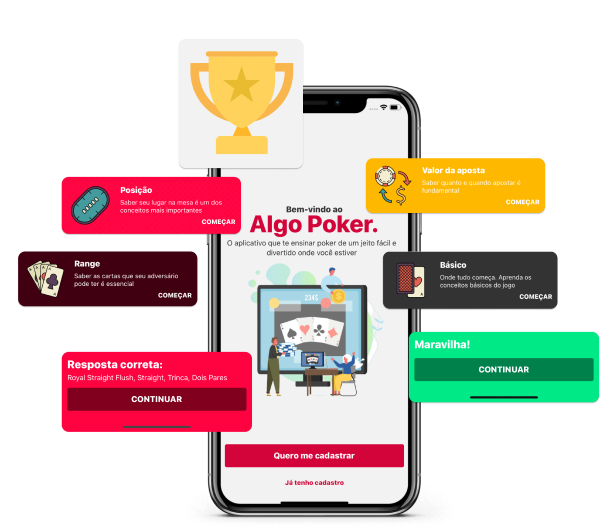 Posição
Saber seu lugar na mesa é um dos
conceitos mais importantes
COMEÇAR
Valor da aposta
Saber quanto e quando apostar é
fundamental
COMEÇAR
Bem-vindo ao
Algo Poker.
O aplicativo que te ensinar poker de um jeito fácil e
divertido onde você estiver
Range
Saber as cartas que seu adversário
pode ter é essencial
COMEÇAR
Básico
Onde tudo começa. Aprenda os
conceitos básicos do jogo
COMEÇAR
2345
Resposta correta:
Royal Straight Flush, Straight, Trinca, Dois Pares
CONTINUAR
Maravilha!
CONTINUAR
Quero me cadastrar
Já tenho cadastro